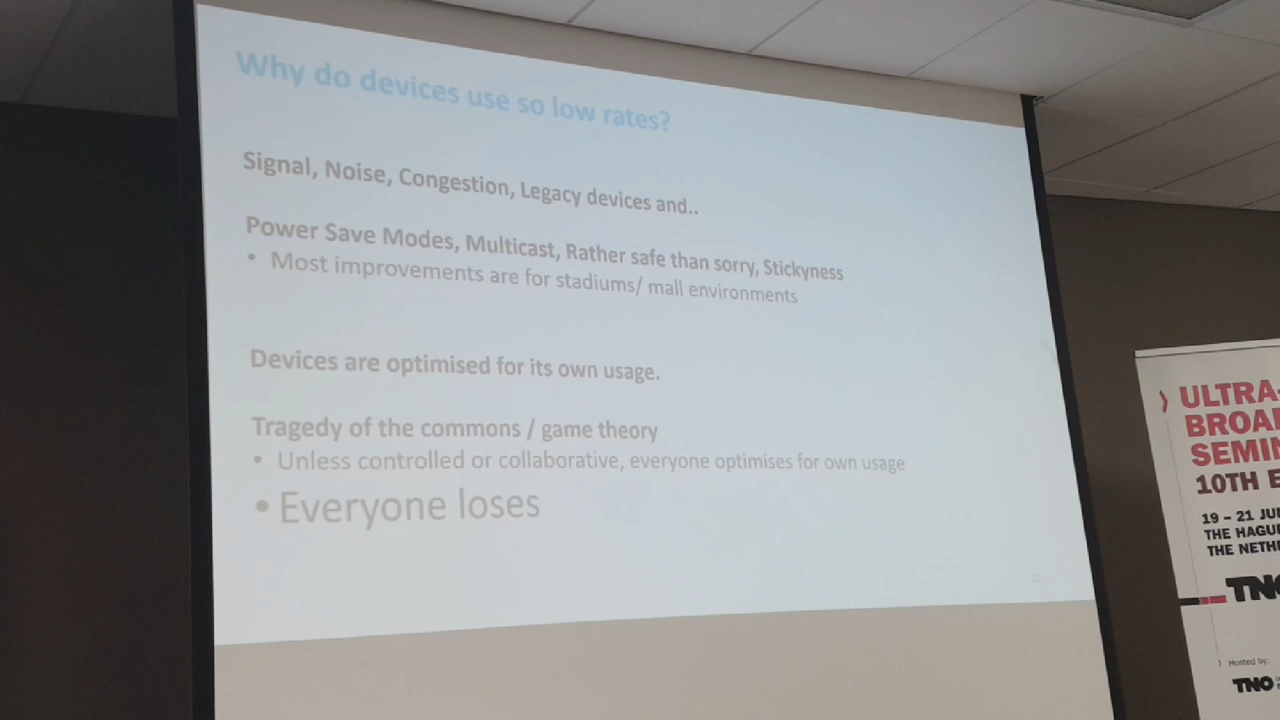 Why do devices use so low rates?
Signal, Noise, Congestion, Legacy devices and..
Power Save Modes, Multicast, Rather safe than sorry, Stickyness
• Most improvements are for stadiums/ mall environments
Devices are optimised for its own usage.
Tragedy of the commons / game theory
• Unless controlled or collaborative, everyone optimises for own usage
• Everyone loses
ULTRA-
BROA
SEMIN
10TH E
19 – 21 JU
THE HAGU
THE NETH
TNO
Hosted by:
TNO